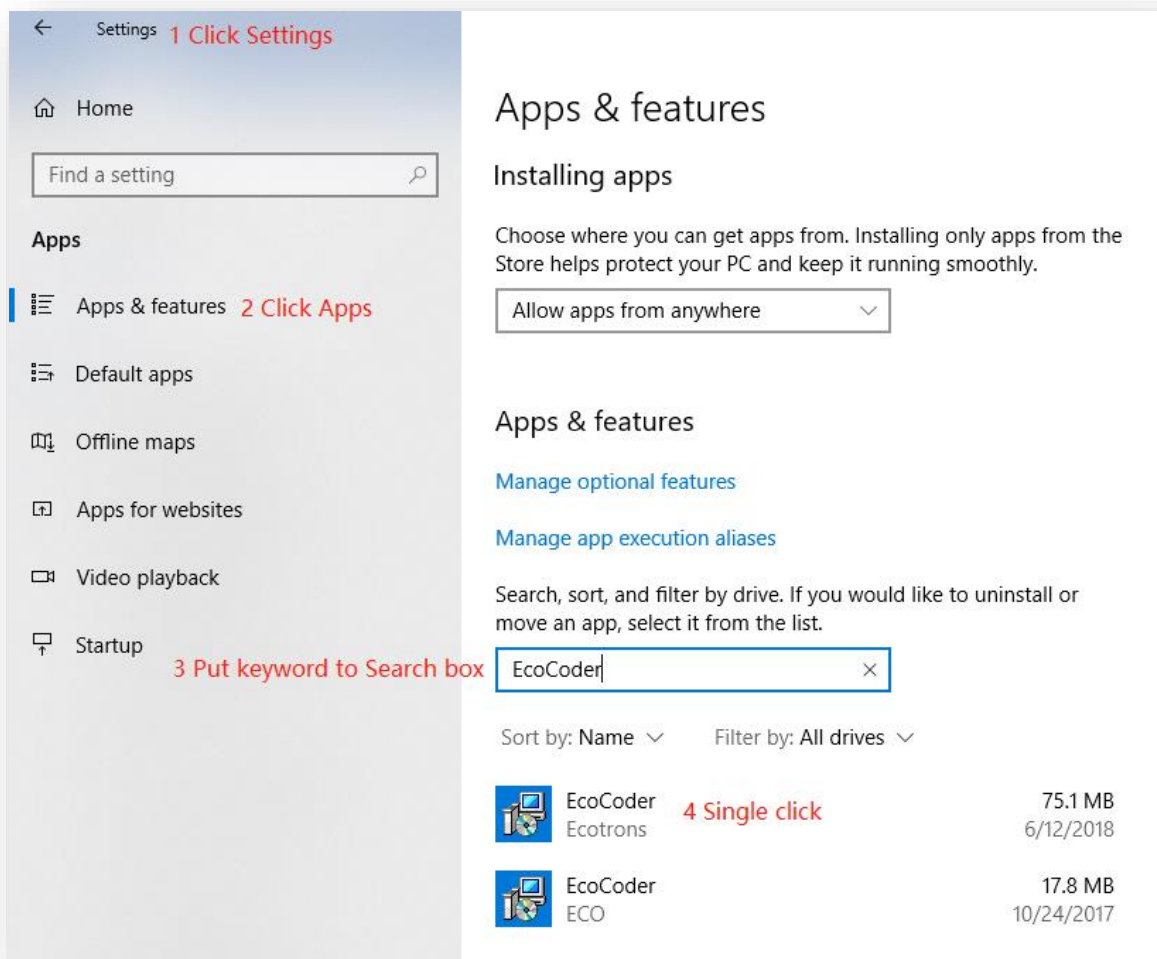 Settings 1 Click Settings
Home
Find a setting
Apps
Apps & features 2 Click Apps
Default apps
Offline maps
Apps for websites
Video playback
Startup
Apps & features
Installing apps
Choose where you can get apps from. Installing only apps from the
Store helps protect your PC and keep it running smoothly.
Allow apps from anywhere
Apps & features
Manage optional features
Manage app execution aliases
Search, sort, and filter by drive. If you would like to uninstall or
move an app, select it from the list.
3 Put keyword to Search box EcoCoder
Sort by: Name Filter by: All drives
EcoCoder 4 Single click 75.1 MB
Ecotrons 6/12/2018
EcoCoder 17.8 MB
ECO 10/24/2017